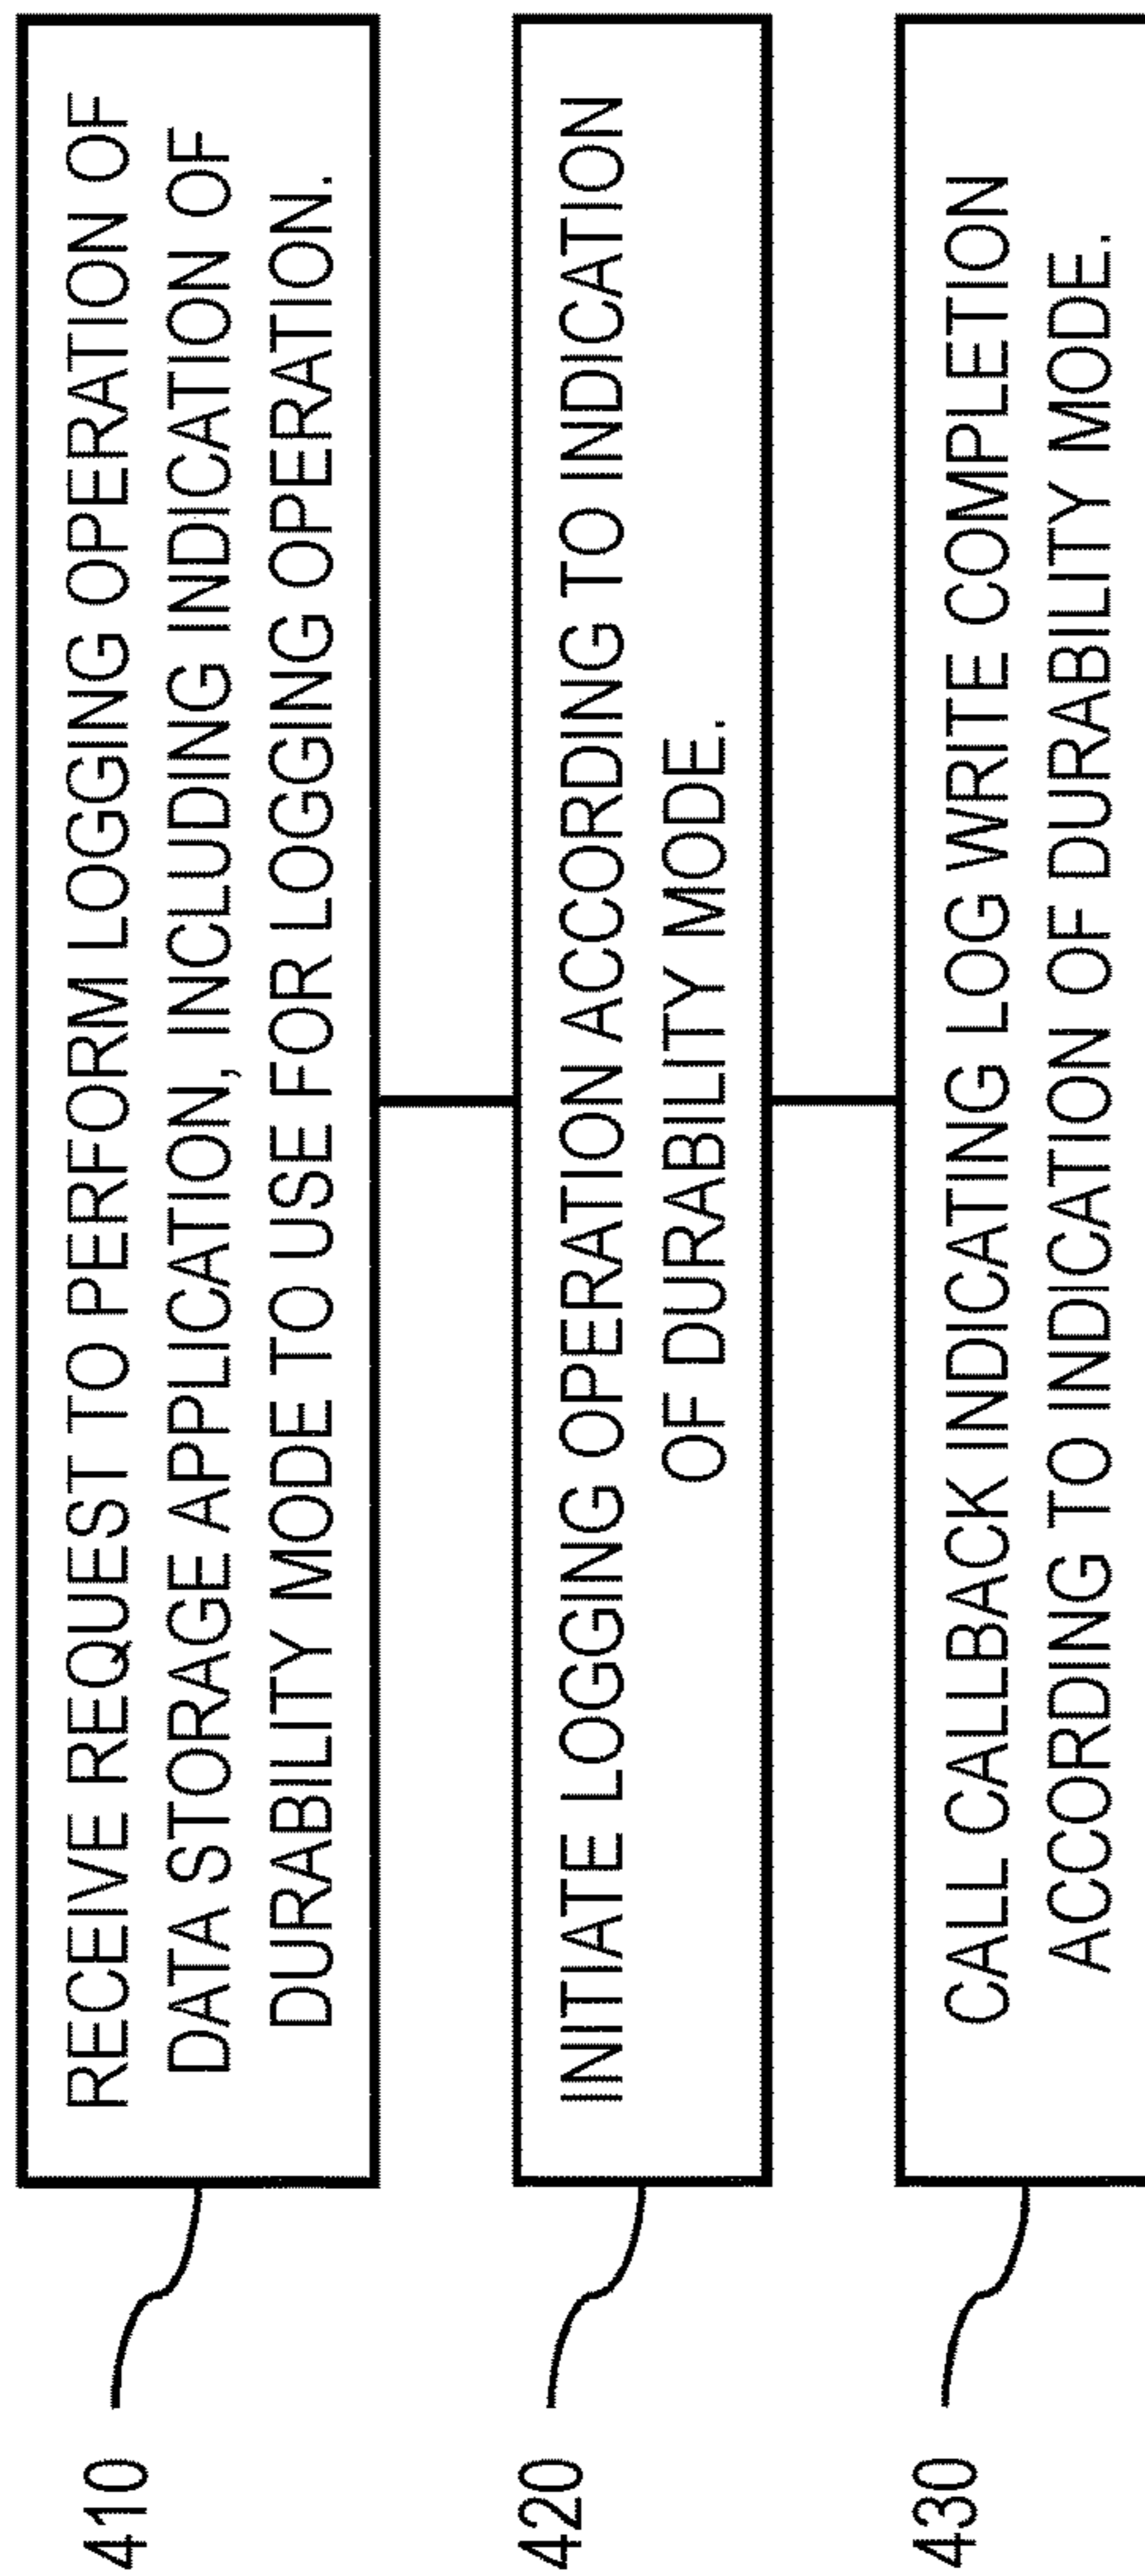 410
RECEIVE REQUEST TO PERFORM LOGGING OPERATION OF
DATA STORAGE APPLICATION, INCLUDING INDICATION OF
DURABILITY MODE TO USE FOR LOGGING OPERATION.
420
INITIATE LOGGING OPERATION ACCORDING TO INDICATION
OF DURABILITY MODE.
430
CALL CALLBACK INDICATING LOG WRITE COMPLETION
ACCORDING TO INDICATION OF DURABILITY MODE.